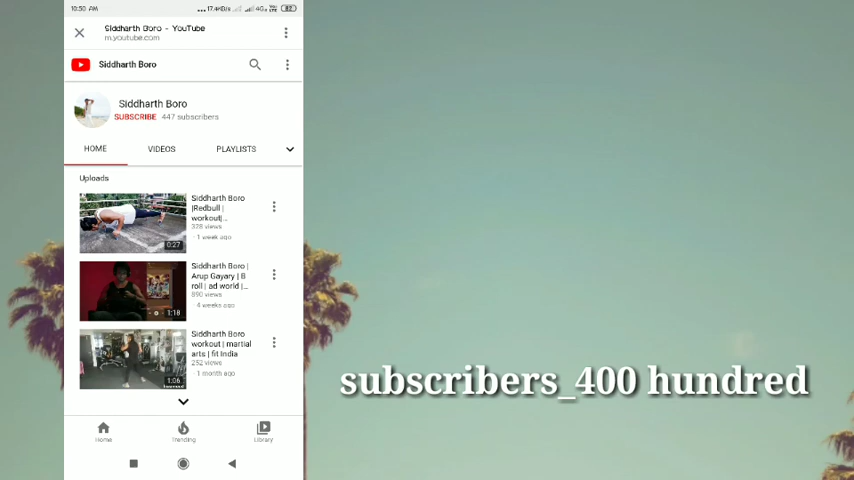 10:50 AM
17.4KB/s
4G
82
Siddharth Boro - YouTube
m.youtube.com
Siddharth Boro
Siddharth Boro
SUBSCRIBE 447 subscribers
HOME VIDEOS PLAYLISTS
Uploads
Siddharth Boro
|Redbull |
workout|...
378 views
· 1 week ago
0:27
Siddharth Boro |
Arup Gayary | B
roll | ad world |...
890 views
· 4 weeks ago
1:18
Siddharth Boro
workout | martial
arts | fit India
252 views
· 1 month ago
1:06
subscribers_400 hundred
Home Trending Library